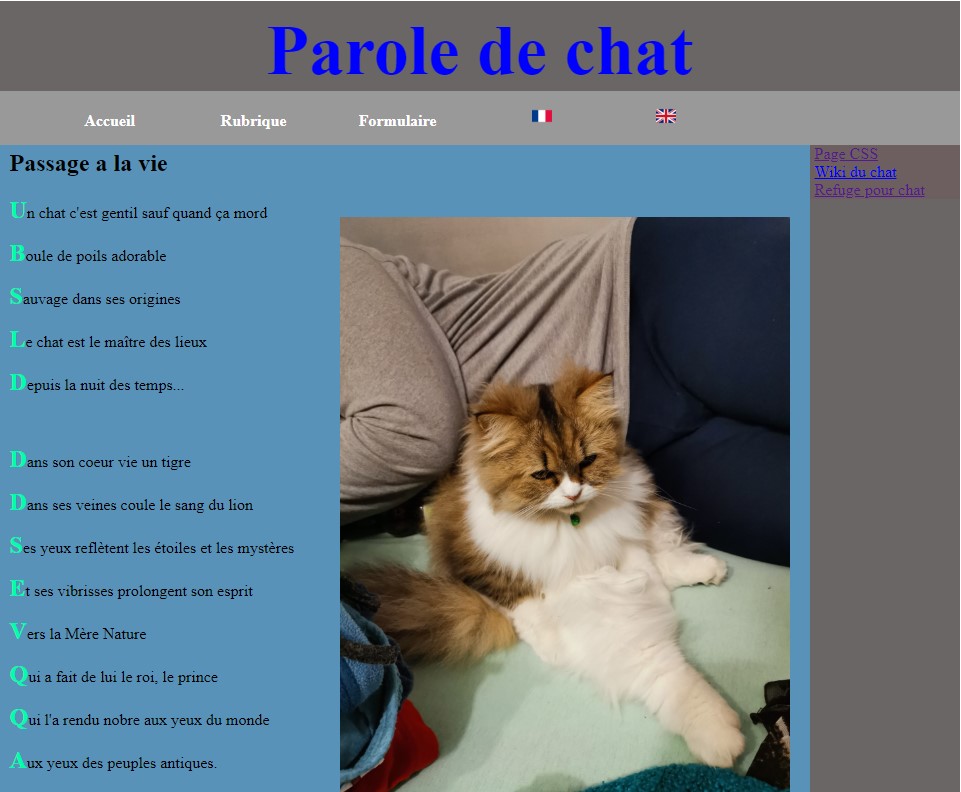 Parole de chat
Accueil Rubrique Formulaire
Passage a la vie
Page CSS
Wiki du chat
Refuge pour chat
Un chat c'est gentil sauf quand ça mord
Boule de poils adorable
Sauvage dans ses origines
Le chat est le maître des lieux
Depuis la nuit des temps...
Dans son coeur vie un tigre
Dans ses veines coule le sang du lion
Ses yeux reflètent les étoiles et les mystères
Et ses vibrisses prolongent son esprit
Vers la Mère Nature
Qui a fait de lui le roi, le prince
Qui l'a rendu nobre aux yeux du monde
Aux yeux des peuples antiques.